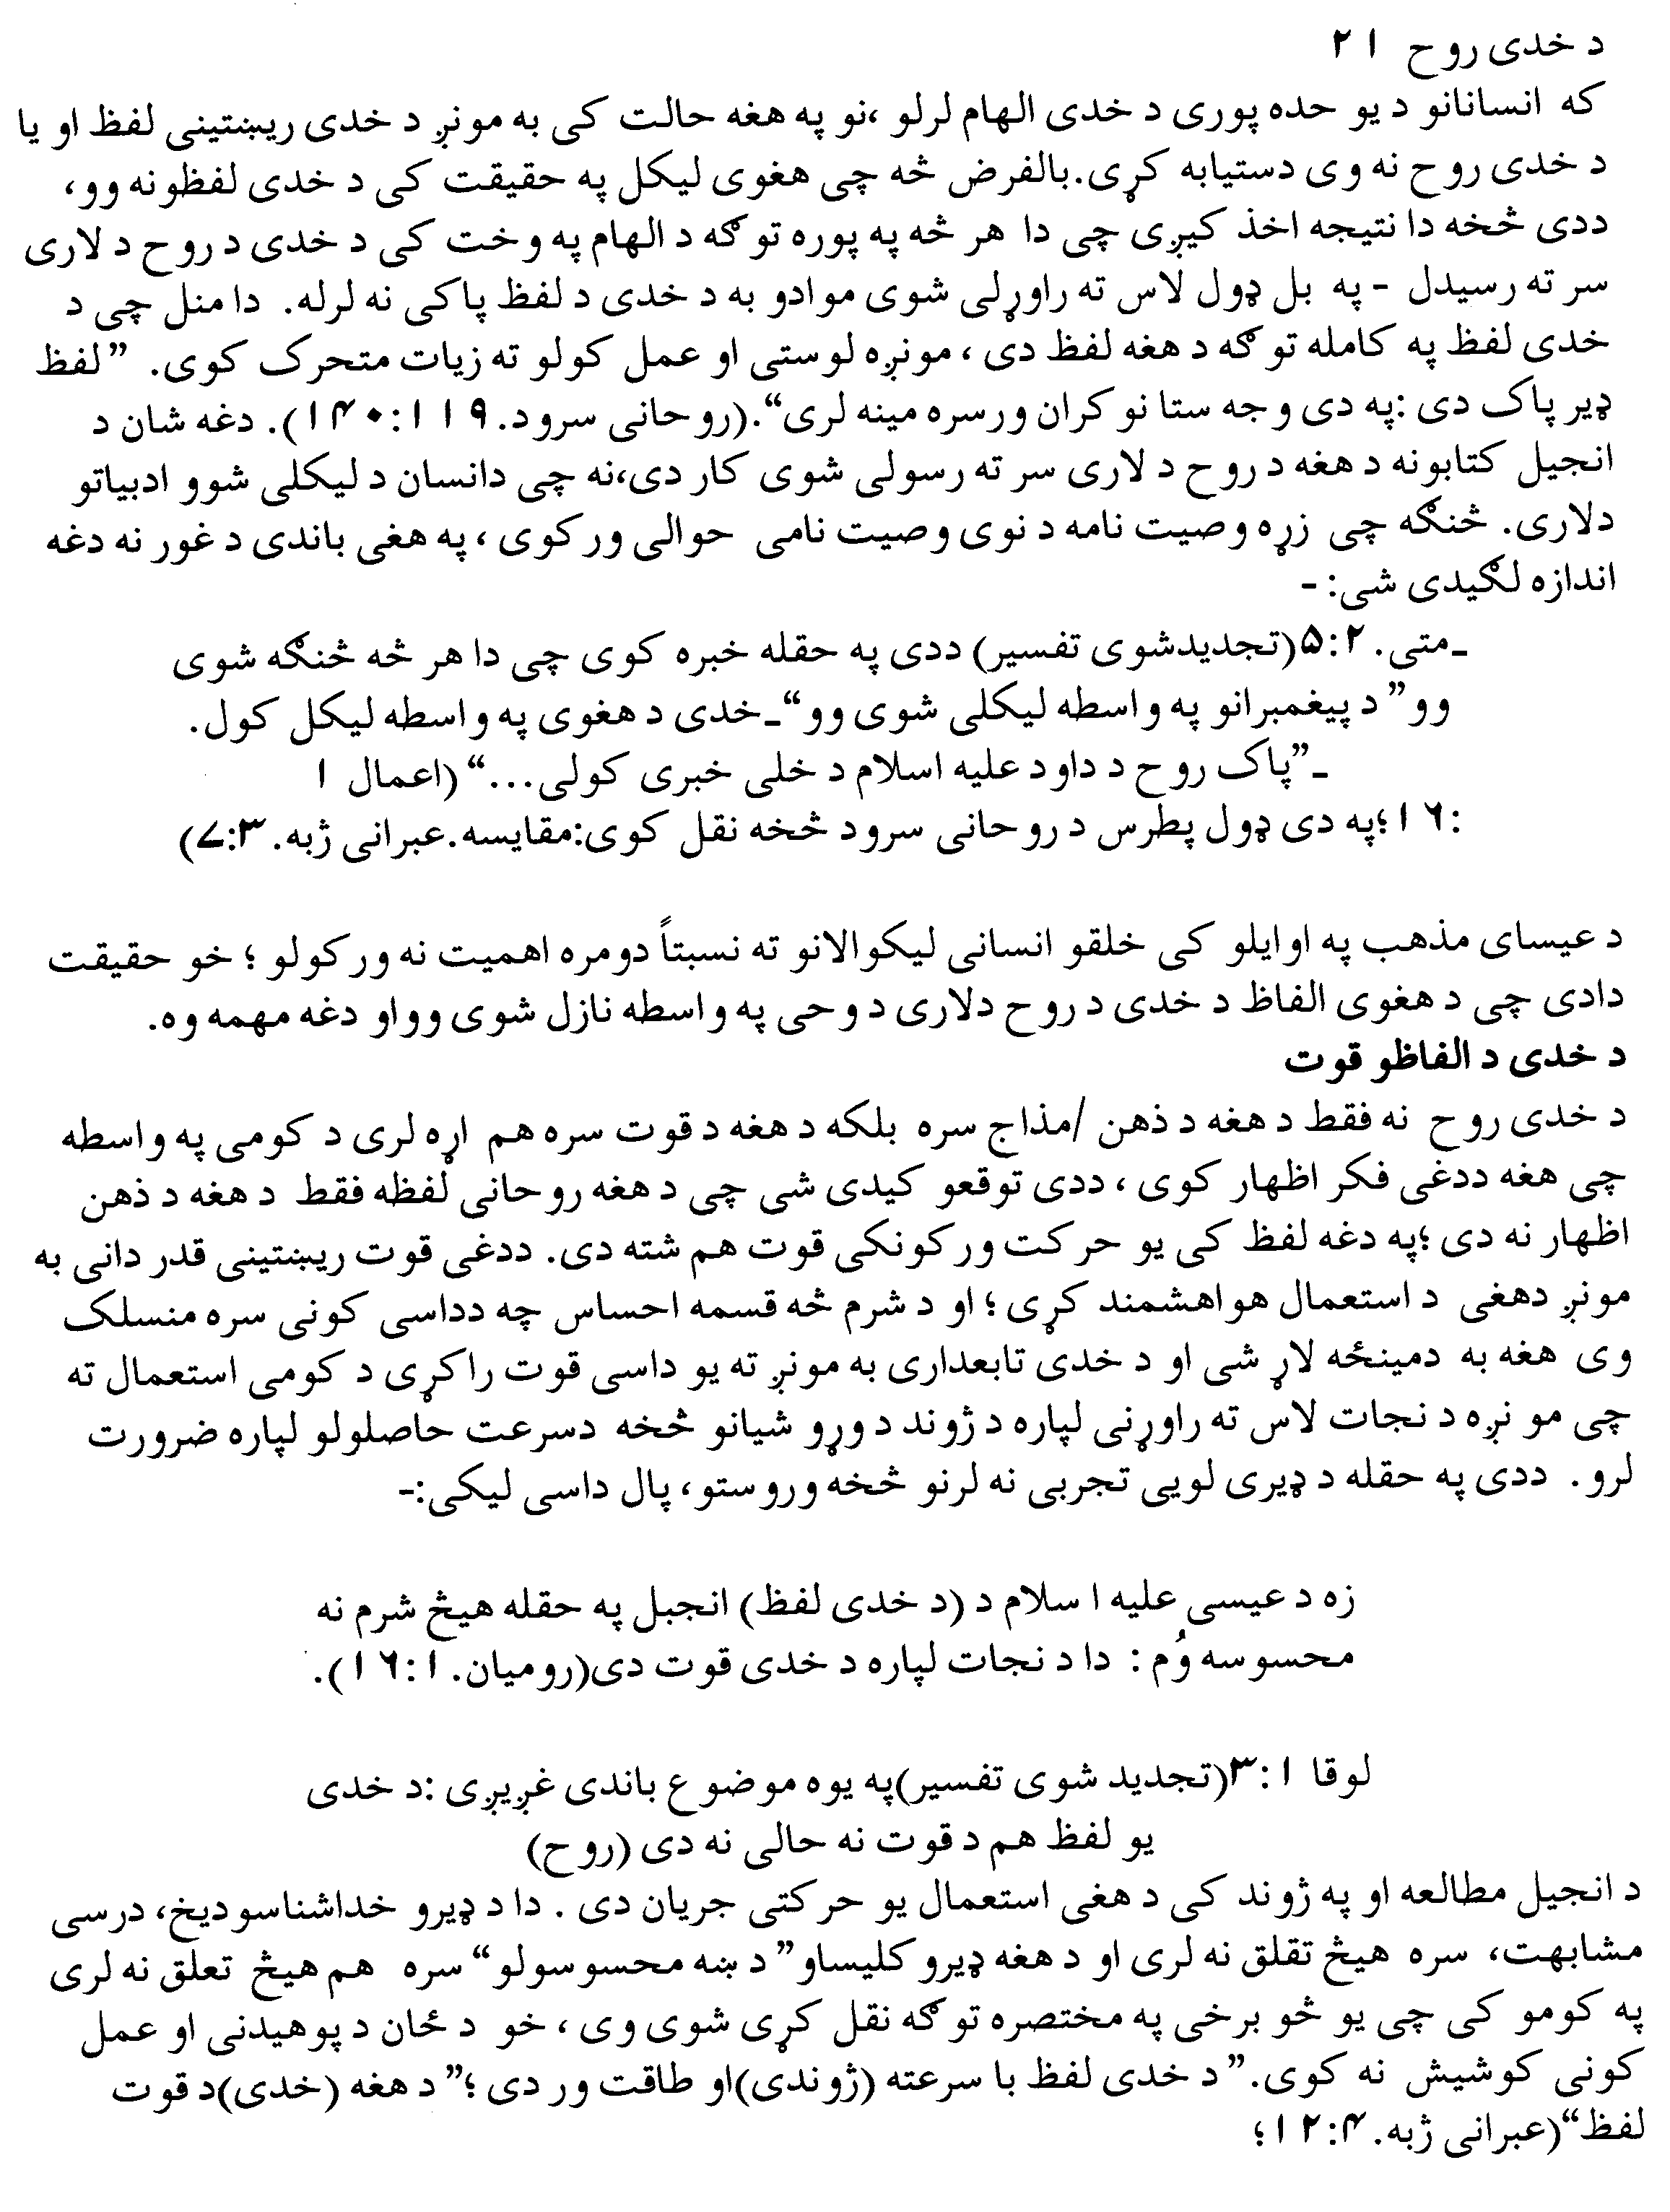 د خدی روح ۲۱
که انسانانو د یو حده پوری د خدی الهام لرلو ،نو په هغه حالت کی به مونږ د خدی ریښتینی لفظ او یا
د خدی روح نه وی دستیابه کړی.بالفرض څه چی هغوی لیکل په حقیقت کی د خدی لفظونه وو،
ددی څخه دا نتیجه اخذ کیږی چی دا هر څه په پوره توګه د الهام په وخت کی د خدی د روح د لاری
سر ته رسیدل - په بل ډول لاس ته راوړلی شوی موادو به د خدی د لفظ پاکی نه لرله. دا منل چی د
خدی لفظ په کامله توګه د هغه لفظ دی ، مونږه لوستی او عمل کولو ته زیات متحرک کوی. ”لفظ
ډیر پاک دی :په دی وجه ستا نوکران ورسره مینه لری“.(روحانی سرود. ۱۱۹:۱۴۰). دغه شان د
انجیل کتابونه د هغه د روح د لاری سر ته رسولی شوی کار دی،نه چی دانسان د لیکلی شوو ادبیاتو
دلاری. څنګه چی زړه وصیت نامه د نوی وصیت نامی حوالی ورکوی ، په هغی باندی د غور نه دغه
اندازه لګیدی شی: -
ـمتی. ۵:۲(تجدیدشوی تفسیر) ددی په حقله خبره کوی چی دا هر څه څنګه شوی
وو” د پیغمبرانو په واسطه لیکلی شوی وو“ـخدی د هغوی په واسطه لیکل کول.
ـ”پاک روح د داود علیه اسلام د خلی خبری کولی...“ (اعمال ۱
:۱۶؛په دی ډول پطرس د روحانی سرود څخه نقل کوی:مقایسه.عبرانی ژبه. ۷:۳)
د عیسای مذهب په اوایلو کی خلقو انسانی لیکوالانو ته نسبتاً دومره اهمیت نه ورکولو ؛ خو حقیقت
دادی چی د هغوی الفاظ د خدی د روح دلاری د وحی په واسطه نازل شوی وواو دغه مهمه وه.
د خدی د الفاظو قوت
د خدی روح نه فقط د هغه د ذهن /مذاج سره بلکه د هغه د قوت سره هم اړه لری د کومی په واسطه
چی هغه ددغی فکر اظهار کوی ، ددی توقعو کیدی شی چی د هغه روحانی لفظه فقط د هغه د ذهن
اظهار نه دی ؛په دغه لفظ کی یو حرکت ورکونکی قوت هم شته دی. ددغی قوت ریښتینی قدر دانی به
مونږ دهغی د استعمال هواهشمند کړی ؛ او د شرم څه قسمه احساس چه دداسی کونی سره منسلک
وی هغه به دمینځه لاړ شی او د خدی تابعداری به مونږ ته یو داسی قوت راکړی د کومی استعمال ته
چی مونږه د نجات لاس ته راوړنی لپاره د ژوند د وړو شیانو څخه دسرعت حاصلولو لپاره ضرورت
لرو. ددی په حقله د ډیری لویی تجربی نه لرنو څخه وروستو، پال داسی لیکی:-
زه د عیسی علیه اسلام د (د خدی لفظ) انجبل په حقله هیڅ شرم نه
محسوسه وُم : دا د نجات لپاره د خدی قوت دی(رومیان. ۱۶:۱).
لوقا ۳:۱(تجدید شوی تفسیر)په یوه موضوع باندی غږیږی :د خدی
یو لفظ هم د قوت نه حالی نه دی (روح)
د انجیل مطالعه او په ژوند کی د هغی استعمال یو حرکتی جریان دی . دا د ډیرو خداشناسو دیخ، درسی
مشابهت، سره هیڅ تقلق نه لری او د هغه ډیرو کلیساو” د ښه محسوسولو“ سره هم هیڅ تعلق نه لری
په کومو کی چی یو څو برخی په مختصره توګه نقل کړی شوی وی ، خو د ځان د پوهیدنی او عمل
کونی کوشیش نه کوی.” د خدی لفظ با سرعته (ژوندی)او طاقت ور دی ؛” د هغه (خدی)د قوت
لفظ“(عبرانی ژبه. ۱۲:۴؛